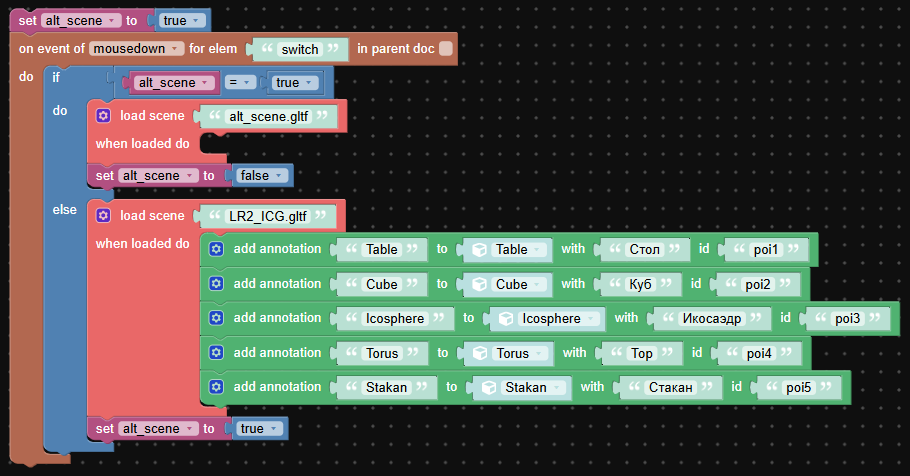 set alt_scene to true
on event of mousedown for elem “ switch ” in parent doc
do if alt_scene = true
do load scene “ alt_scene.gltf ”
when loaded do
set alt_scene to false
else load scene “ LR2_ICG.gltf ”
when loaded do add annotation “ Table ” to Table with “ Стол ” id “ poi1 ”
add annotation “ Cube ” to Cube with “ Куб ” id “ poi2 ”
add annotation “ Icosphere ” to Icosphere with “ Икосаэдр ” id “ poi3 ”
add annotation “ Torus ” to Torus with “ Тор ” id “ poi4 ”
add annotation “ Stakan ” to Stakan with “ Стакан ” id “ poi5 ”
set alt_scene to true